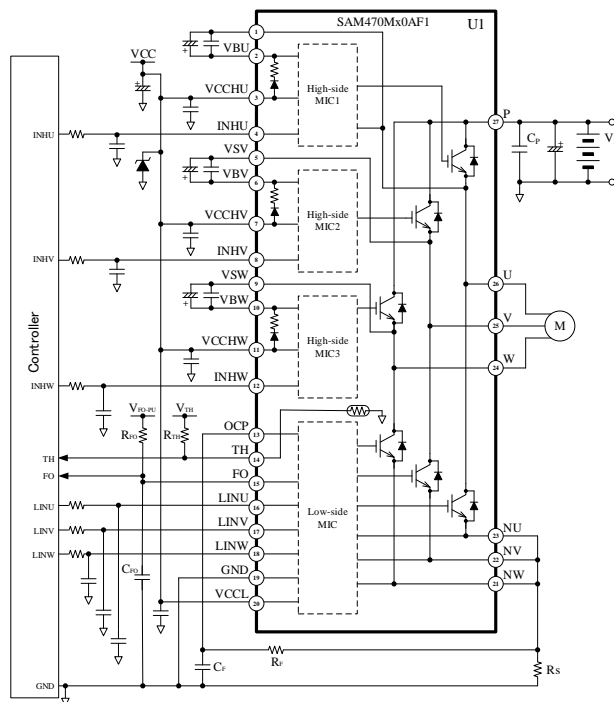 SAM470Mx0AF1
U1
Controller
VCC
1
VBU
2
VCCHU
3
INHU
INHU
4
VSV
5
VBV
6
VCCHV
7
INHV
INHV
8
VSW
9
VBW
10
VCCHW
11
INHW
INHW
12
High-side
MIC1
High-side
MIC2
High-side
MIC3
Low-side
MIC
P
27
CP
V
U
26
V
25
W
24
M
VFO-PU
VTH
RFO
RTH
OCP
13
TH
TH
14
FO
FO
15
LINU
LINU
16
LINV
LINV
17
LINW
LINW
18
GND
19
VCCL
20
NU
23
NV
22
NW
21
CFO
CF
RF
RS
GND